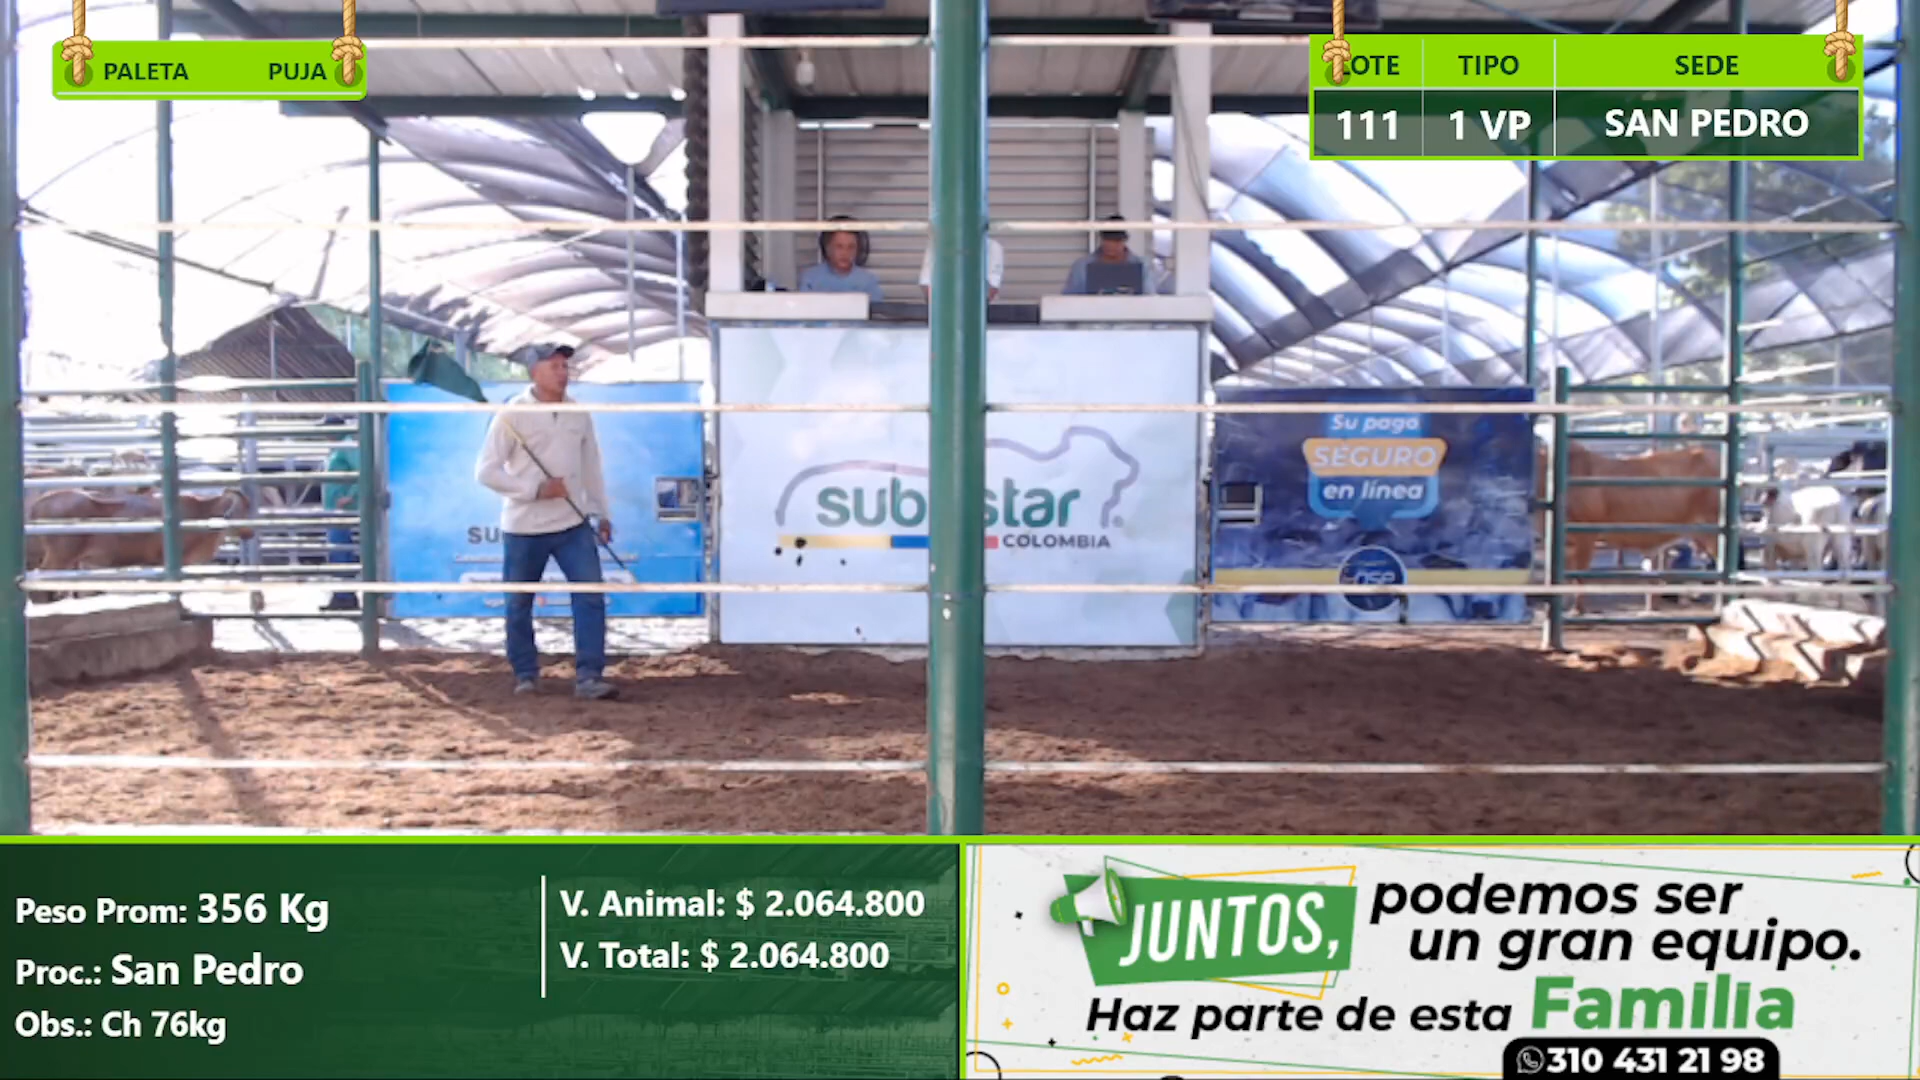 PALETA PUJA
LOTE TIPO SEDE
111 1 VP SAN PEDRO
Su pago
SEGURO
en línea
COLOMBIA
Peso Prom: 356 Kg
Proc.: San Pedro
Obs.: Ch 76kg
V. Animal: $ 2.064.800
V. Total: $ 2.064.800
JUNTOS, podemos ser
un gran equipo.
Haz parte de esta Familia
310 431 21 98